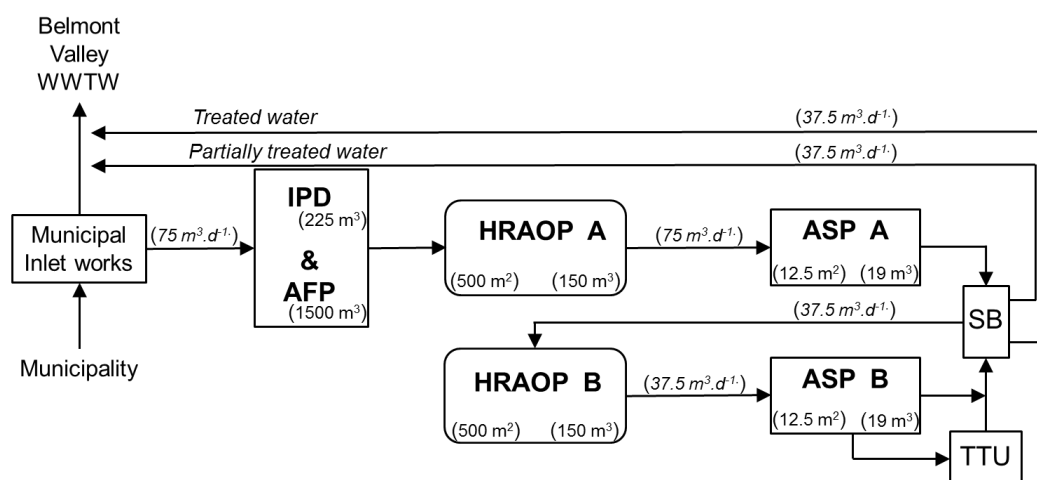 Belmont
Valley
WWTW
Treated water
(37.5 m³.d⁻¹·)
Partially treated water
(37.5 m³.d⁻¹·)
Municipal
Inlet works
(75 m³.d⁻¹·)
IPD
(225 m³)
&
AFP
(1500 m³)
HRAOP A
(500 m²) (150 m³)
(75 m³.d⁻¹·)
ASP A
(12.5 m²) (19 m³)
SB
(37.5 m³.d⁻¹·)
Municipality
HRAOP B
(500 m²) (150 m³)
(37.5 m³.d⁻¹·)
ASP B
(12.5 m²) (19 m³)
TTU